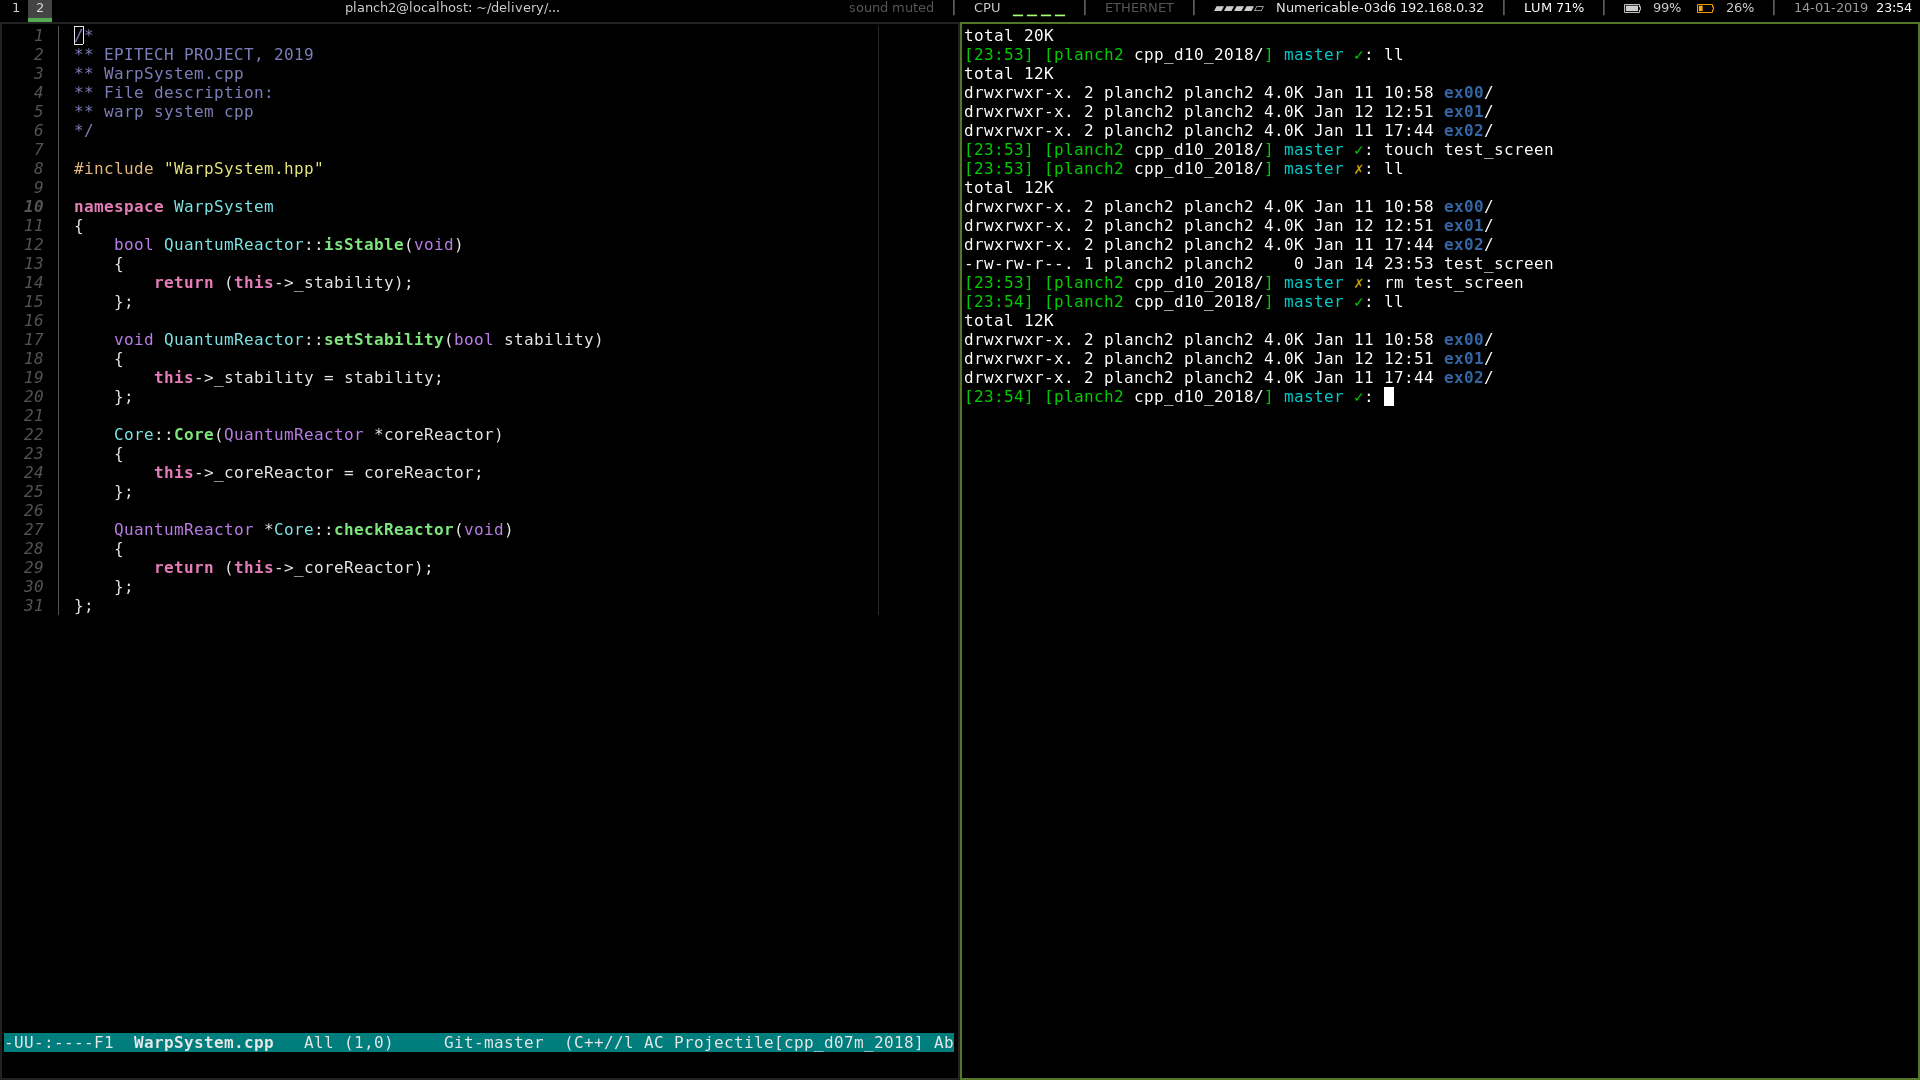 1 2 planch2@localhost: ~/delivery/... sound muted | CPU | ETHERNET | Numericable-03d6 192.168.0.32 | LUM 71% | 99% 26% | 14-01-2019 23:54
1 /*
2 ** EPITECH PROJECT, 2019
3 ** WarpSystem.cpp
4 ** File description:
5 ** warp system cpp
6 */
7
8 #include "WarpSystem.hpp"
9
10 namespace WarpSystem
11 {
12     bool QuantumReactor::isStable(void)
13     {
14         return (this->_stability);
15     };
16
17     void QuantumReactor::setStability(bool stability)
18     {
19         this->_stability = stability;
20     };
21
22     Core::Core(QuantumReactor *coreReactor)
23     {
24         this->_coreReactor = coreReactor;
25     };
26
27     QuantumReactor *Core::checkReactor(void)
28     {
29         return (this->_coreReactor);
30     };
31 };
-UU-:----F1  WarpSystem.cpp   All (1,0)     Git-master  (C++//l AC Projectile[cpp_d07m_2018] Ab
total 20K
[23:53] [planch2 cpp_d10_2018/] master ✓: ll
total 12K
drwxrwxr-x. 2 planch2 planch2 4.0K Jan 11 10:58 ex00/
drwxrwxr-x. 2 planch2 planch2 4.0K Jan 12 12:51 ex01/
drwxrwxr-x. 2 planch2 planch2 4.0K Jan 11 17:44 ex02/
[23:53] [planch2 cpp_d10_2018/] master ✓: touch test_screen
[23:53] [planch2 cpp_d10_2018/] master ✗: ll
total 12K
drwxrwxr-x. 2 planch2 planch2 4.0K Jan 11 10:58 ex00/
drwxrwxr-x. 2 planch2 planch2 4.0K Jan 12 12:51 ex01/
drwxrwxr-x. 2 planch2 planch2 4.0K Jan 11 17:44 ex02/
-rw-rw-r--. 1 planch2 planch2    0 Jan 14 23:53 test_screen
[23:53] [planch2 cpp_d10_2018/] master ✗: rm test_screen
[23:54] [planch2 cpp_d10_2018/] master ✓: ll
total 12K
drwxrwxr-x. 2 planch2 planch2 4.0K Jan 11 10:58 ex00/
drwxrwxr-x. 2 planch2 planch2 4.0K Jan 12 12:51 ex01/
drwxrwxr-x. 2 planch2 planch2 4.0K Jan 11 17:44 ex02/
[23:54] [planch2 cpp_d10_2018/] master ✓: